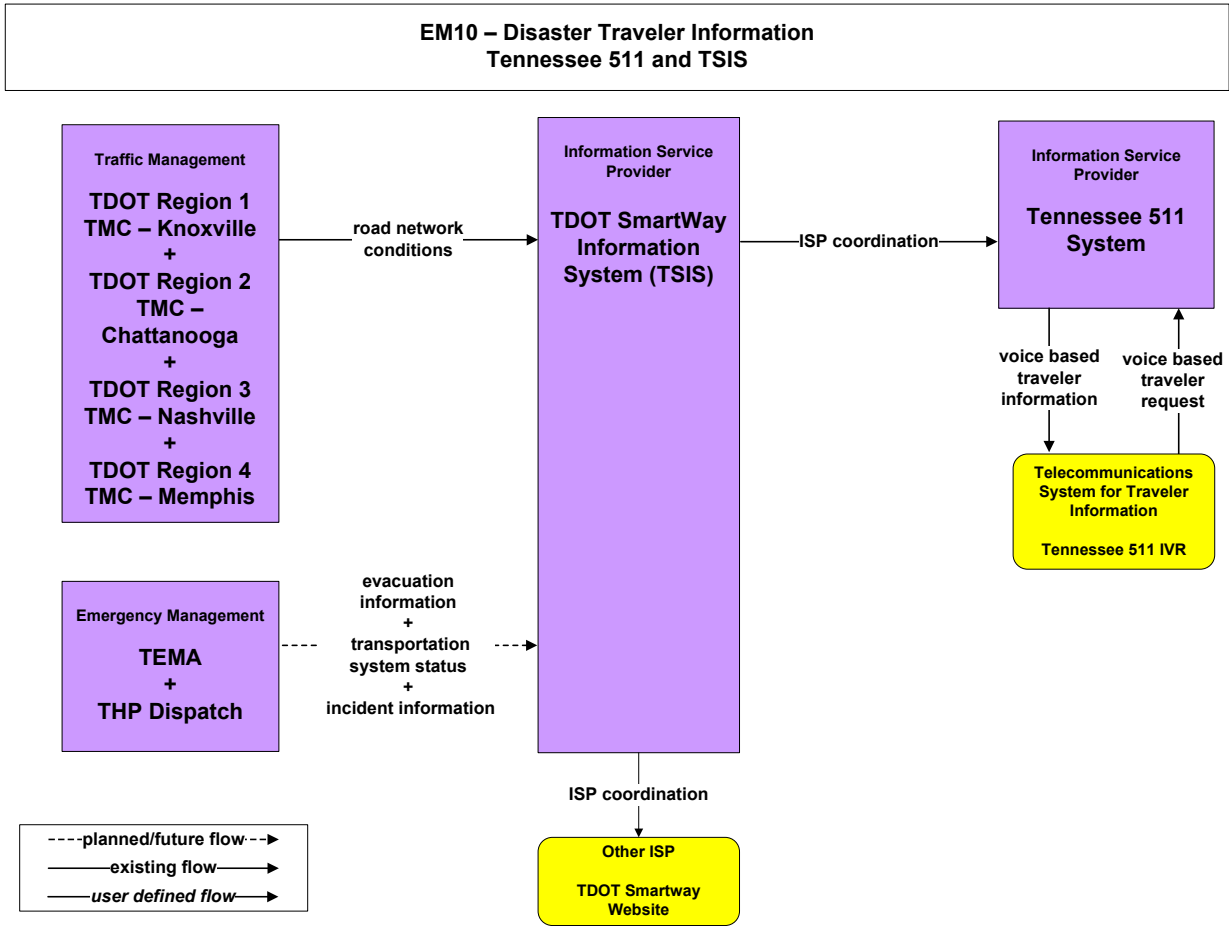 EM10 – Disaster Traveler Information
Tennessee 511 and TSIS
Traffic Management
TDOT Region 1
TMC – Knoxville
+
TDOT Region 2
TMC –
Chattanooga
+
TDOT Region 3
TMC – Nashville
+
TDOT Region 4
TMC – Memphis
road network
conditions
Information Service
Provider
TDOT SmartWay
Information
System (TSIS)
ISP coordination
Information Service
Provider
Tennessee 511
System
voice based
traveler
information
voice based
traveler
request
Telecommunications
System for Traveler
Information
Tennessee 511 IVR
Emergency Management
TEMA
+
THP Dispatch
evacuation
information
+
transportation
system status
+
incident information
ISP coordination
Other ISP
TDOT Smartway
Website
planned/future flow
existing flow
user defined flow